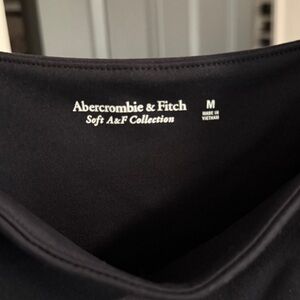 Abercrombie & Fitch
Soft A&F Collection
M
MADE IN
VIETNAM